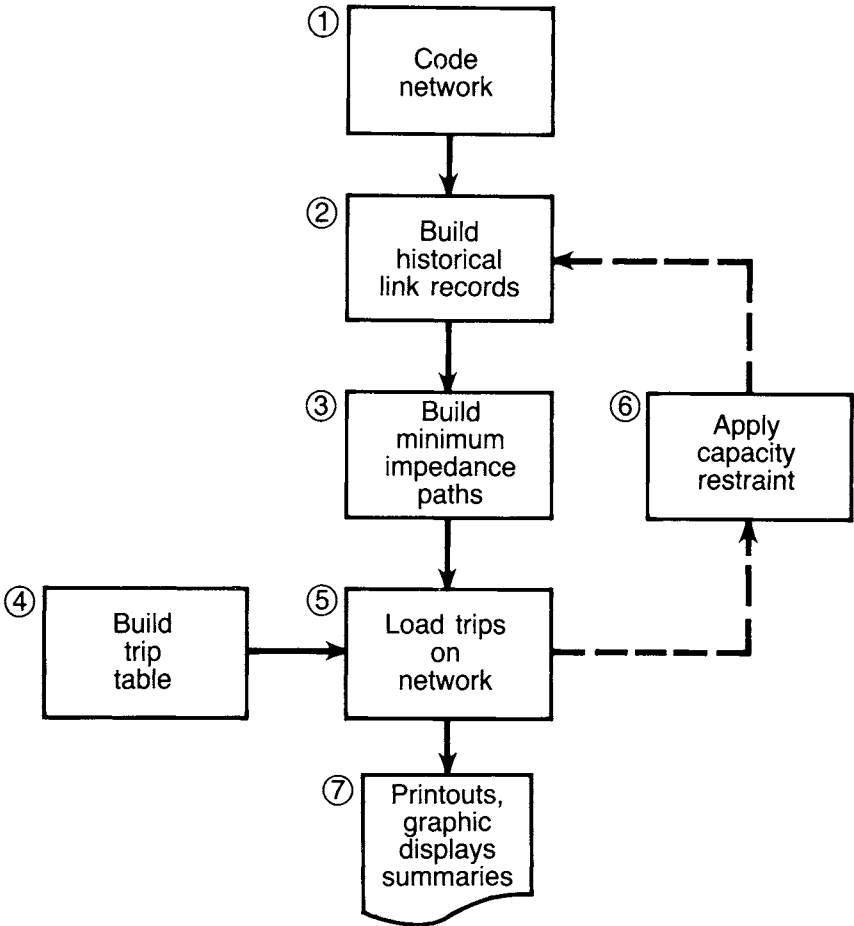 ①
Code
network
②
Build
historical
link records
③
Build
minimum
impedance
paths
⑥
Apply
capacity
restraint
④
Build
trip
table
⑤
Load trips
on
network
⑦
Printouts,
graphic
displays
summaries